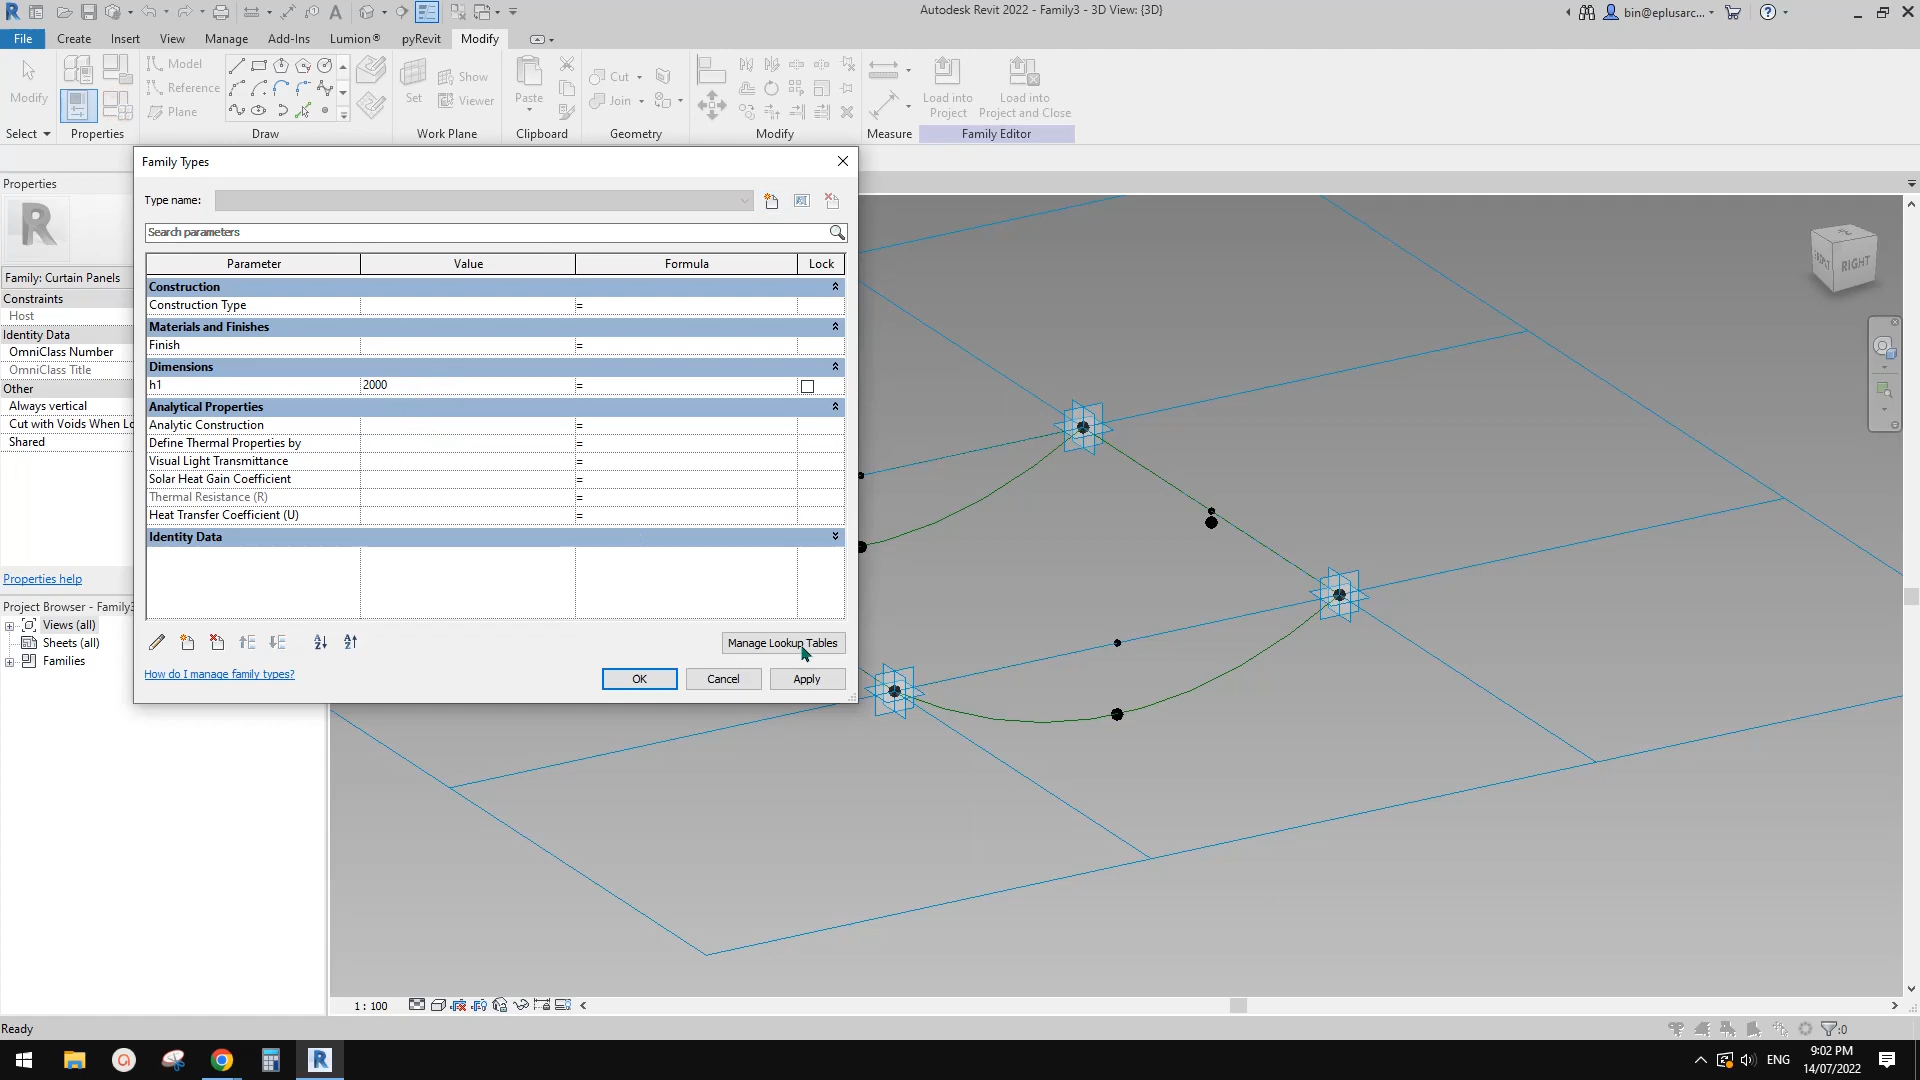 Autodesk Revit 2022 - Family3 - 3D View: {3D}
bin@eplusarc...
File
Create
Insert
View
Manage
Add-Ins
Lumion®
pyRevit
Modify
Modify
Model
Reference
Plane
Set
Show
Viewer
Paste
Cut
Join
Load into
Project
Load into
Project and Close
Select
Properties
Draw
Work Plane
Clipboard
Geometry
Modify
Measure
Family Editor
Properties
Family: Curtain Panels
Constraints
Host
Identity Data
OmniClass Number
OmniClass Title
Other
Always vertical
Cut with Voids When Lo
Shared
Properties help
Project Browser - Family3
Views (all)
Sheets (all)
Families
Family Types
Type name:
Search parameters
Parameter
Value
Formula
Lock
Construction
Construction Type
=
Materials and Finishes
Finish
=
Dimensions
h1
2000
=
Analytical Properties
Analytic Construction
=
Define Thermal Properties by
=
Visual Light Transmittance
=
Solar Heat Gain Coefficient
=
Thermal Resistance (R)
=
Heat Transfer Coefficient (U)
=
Identity Data
Manage Lookup Tables
How do I manage family types?
OK
Cancel
Apply
RIGHT
1 : 100
Ready
:0
ENG
9:02 PM
14/07/2022